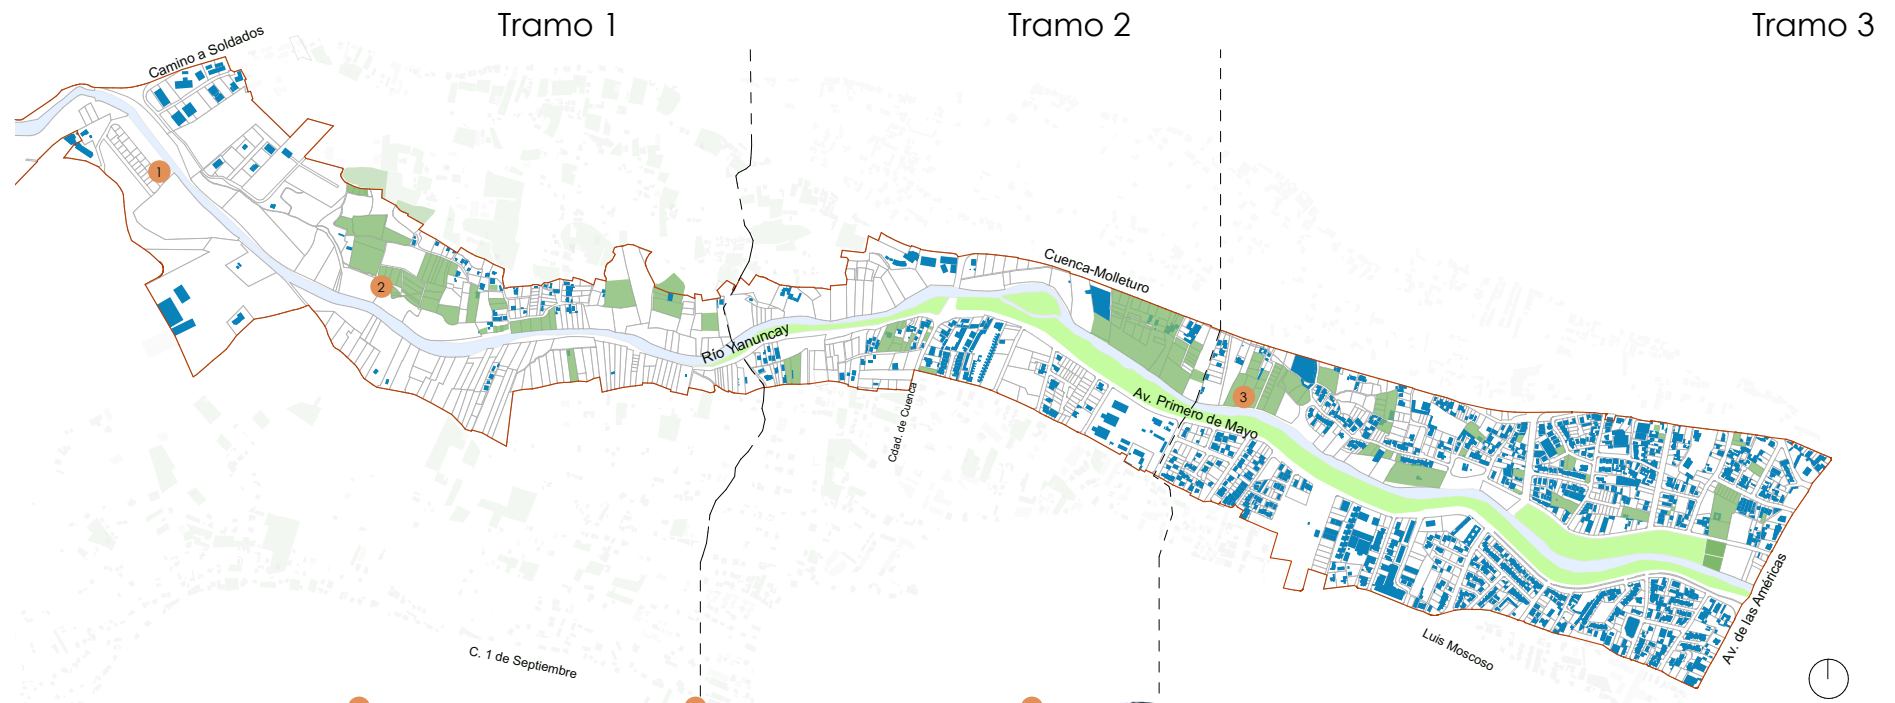 Tramo 1
Tramo 2
Tramo 3
Camino a Soldados
1
Cuenca-Molleturo
2
Río Yanuncay
3
Av. Primero de Mayo
Cdad. de Cuenca
Av. de las Américas
Luis Moscoso
C. 1 de Septiembre